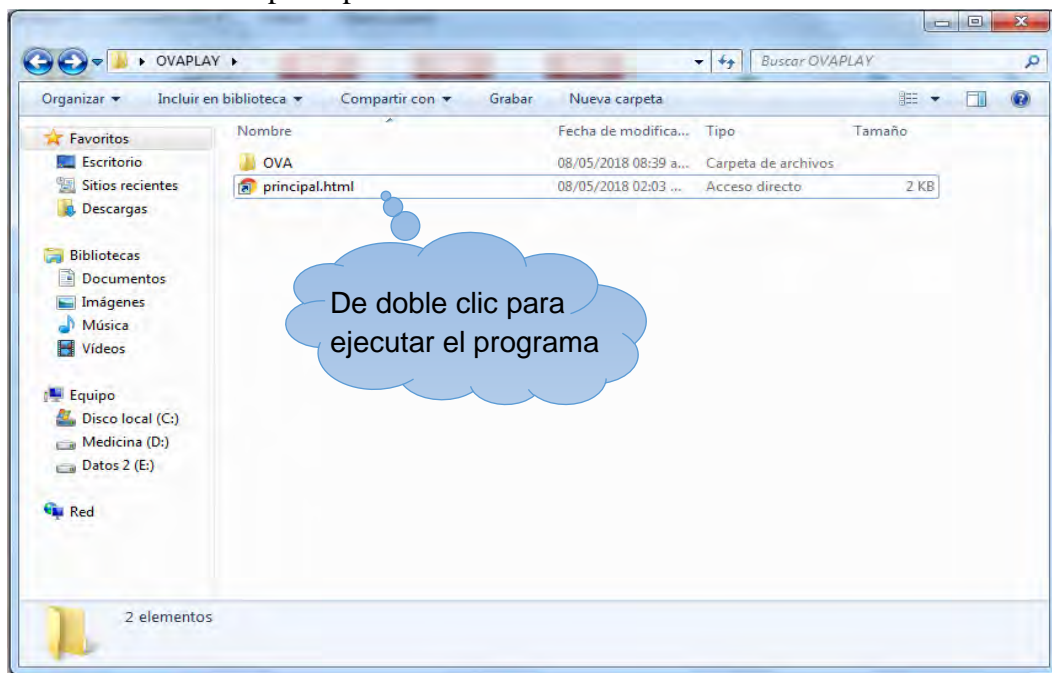 OVAPLAY
Buscar OVAPLAY
Organizar Incluir en biblioteca Compartir con Grabar Nueva carpeta
Nombre Fecha de modifica... Tipo Tamaño
Favoritos
Escritorio
Sitios recientes
Descargas
Bibliotecas
Documentos
Imágenes
Música
Vídeos
Equipo
Disco local (C:)
Medicina (D:)
Datos 2 (E:)
Red
OVA 08/05/2018 08:39 a... Carpeta de archivos
principal.html 08/05/2018 02:03 ... Acceso directo 2 KB
De doble clic para
ejecutar el programa
2 elementos